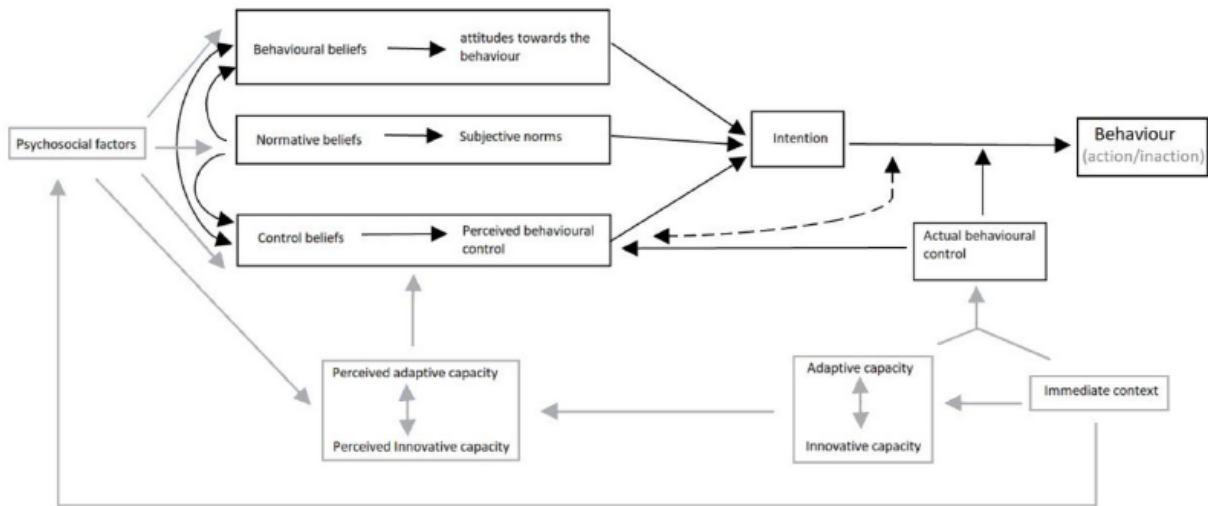 Behavioural beliefs
attitudes towards the
behaviour
Psychosocial factors
Normative beliefs
Subjective norms
Intention
Behaviour
(action/inaction)
Control beliefs
Perceived behavioural
control
Actual behavioural
control
Perceived adaptive capacity
Perceived Innovative capacity
Adaptive capacity
Innovative capacity
Immediate context